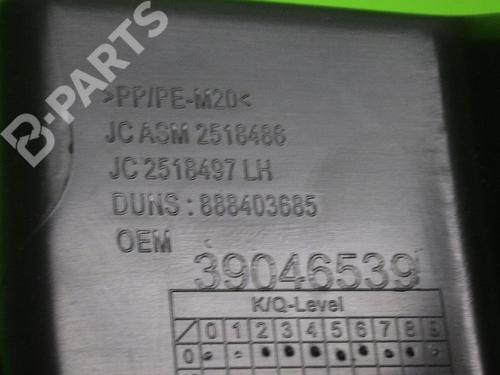 B-PARTS
>PP/PE-M20<
JC ASM 2518486
JC 2518497 LH
DUNS : 888403685
OEM
39046539
K/Q-Level
0 1 2 3 4 5 6 7 8 9
0